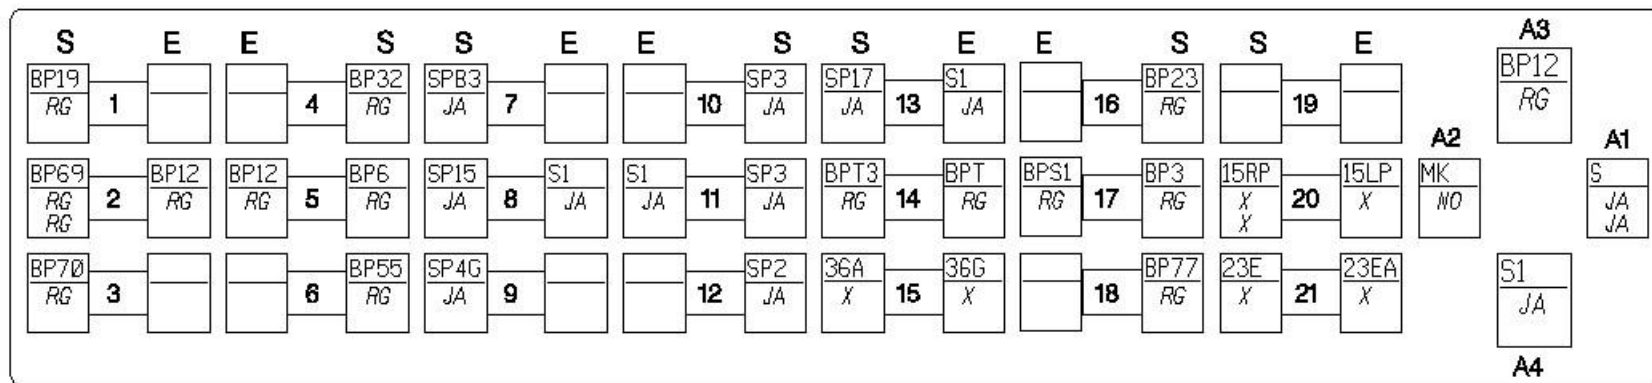 S E E S S E E S S E E S S E A3
BP19 BP32 SPB3 SP3 SP17 S1 BP23 BP12
RG 1 4 RG JA 7 10 JA JA 13 JA 16 RG 19 RG
A2 A1
BP69 BP12 BP12 BP6 SP15 S1 S1 SP3 BPT3 BPT BPS1 BP3 15RP 15LP MK S
RG 2 RG RG 5 RG JA 8 JA JA 11 JA RG 14 RG RG 17 RG X 20 X NO JA
RG X JA
BP70 BP55 SP4G SP2 36A 36G BP77 23E 23EA S1
RG 3 6 RG JA 9 12 JA X 15 X 18 RG X 21 X JA
A4